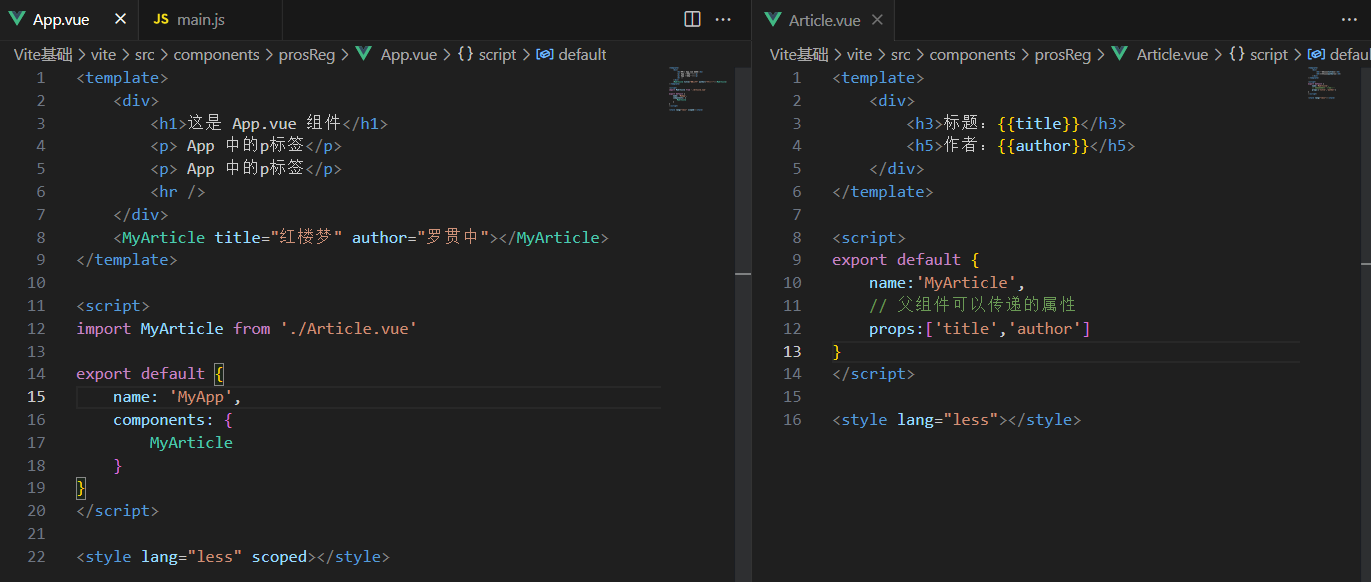 App.vue
JS main.js
Vite基础 > vite > src > components > prosReg > App.vue > {} script > default
1 <template>
2 <div>
3 <h1>这是 App.vue 组件</h1>
4 <p> App 中的p标签</p>
5 <p> App 中的p标签</p>
6 <hr />
7 </div>
8 <MyArticle title="红楼梦" author="罗贯中"></MyArticle>
9 </template>
10
11 <script>
12 import MyArticle from './Article.vue'
13
14 export default {
15 name: 'MyApp',
16 components: {
17 MyArticle
18 }
19 }
20 </script>
21
22 <style lang="less" scoped></style>
Article.vue
Vite基础 > vite > src > components > prosReg > Article.vue > {} script > defau
1 <template>
2 <div>
3 <h3>标题：{{title}}</h3>
4 <h5>作者：{{author}}</h5>
5 </div>
6 </template>
7
8 <script>
9 export default {
10 name:'MyArticle',
11 // 父组件可以传递的属性
12 props:['title','author']
13 }
14 </script>
15
16 <style lang="less"></style>